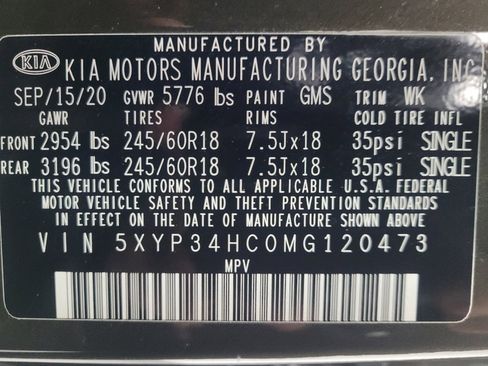 MANUFACTURED BY
KIA KIA MOTORS MANUFACTURING GEORGIA, INC
SEP/15/20 GVWR 5776 lbs PAINT GMS TRIM WK
GAWR TIRES RIMS COLD TIRE INFL
FRONT 2954 lbs 245/60R18 7.5Jx18 35psi SINGLE
REAR 3196 lbs 245/60R18 7.5Jx18 35psi SINGLE
THIS VEHICLE CONFORMS TO ALL APPLICABLE U.S.A. FEDERAL
MOTOR VEHICLE SAFETY AND THEFT PREVENTION STANDARDS
IN EFFECT ON THE DATE OF MANUFACTURE SHOWN ABOVE.
VIN 5XYP34HC0MG120473
MPV